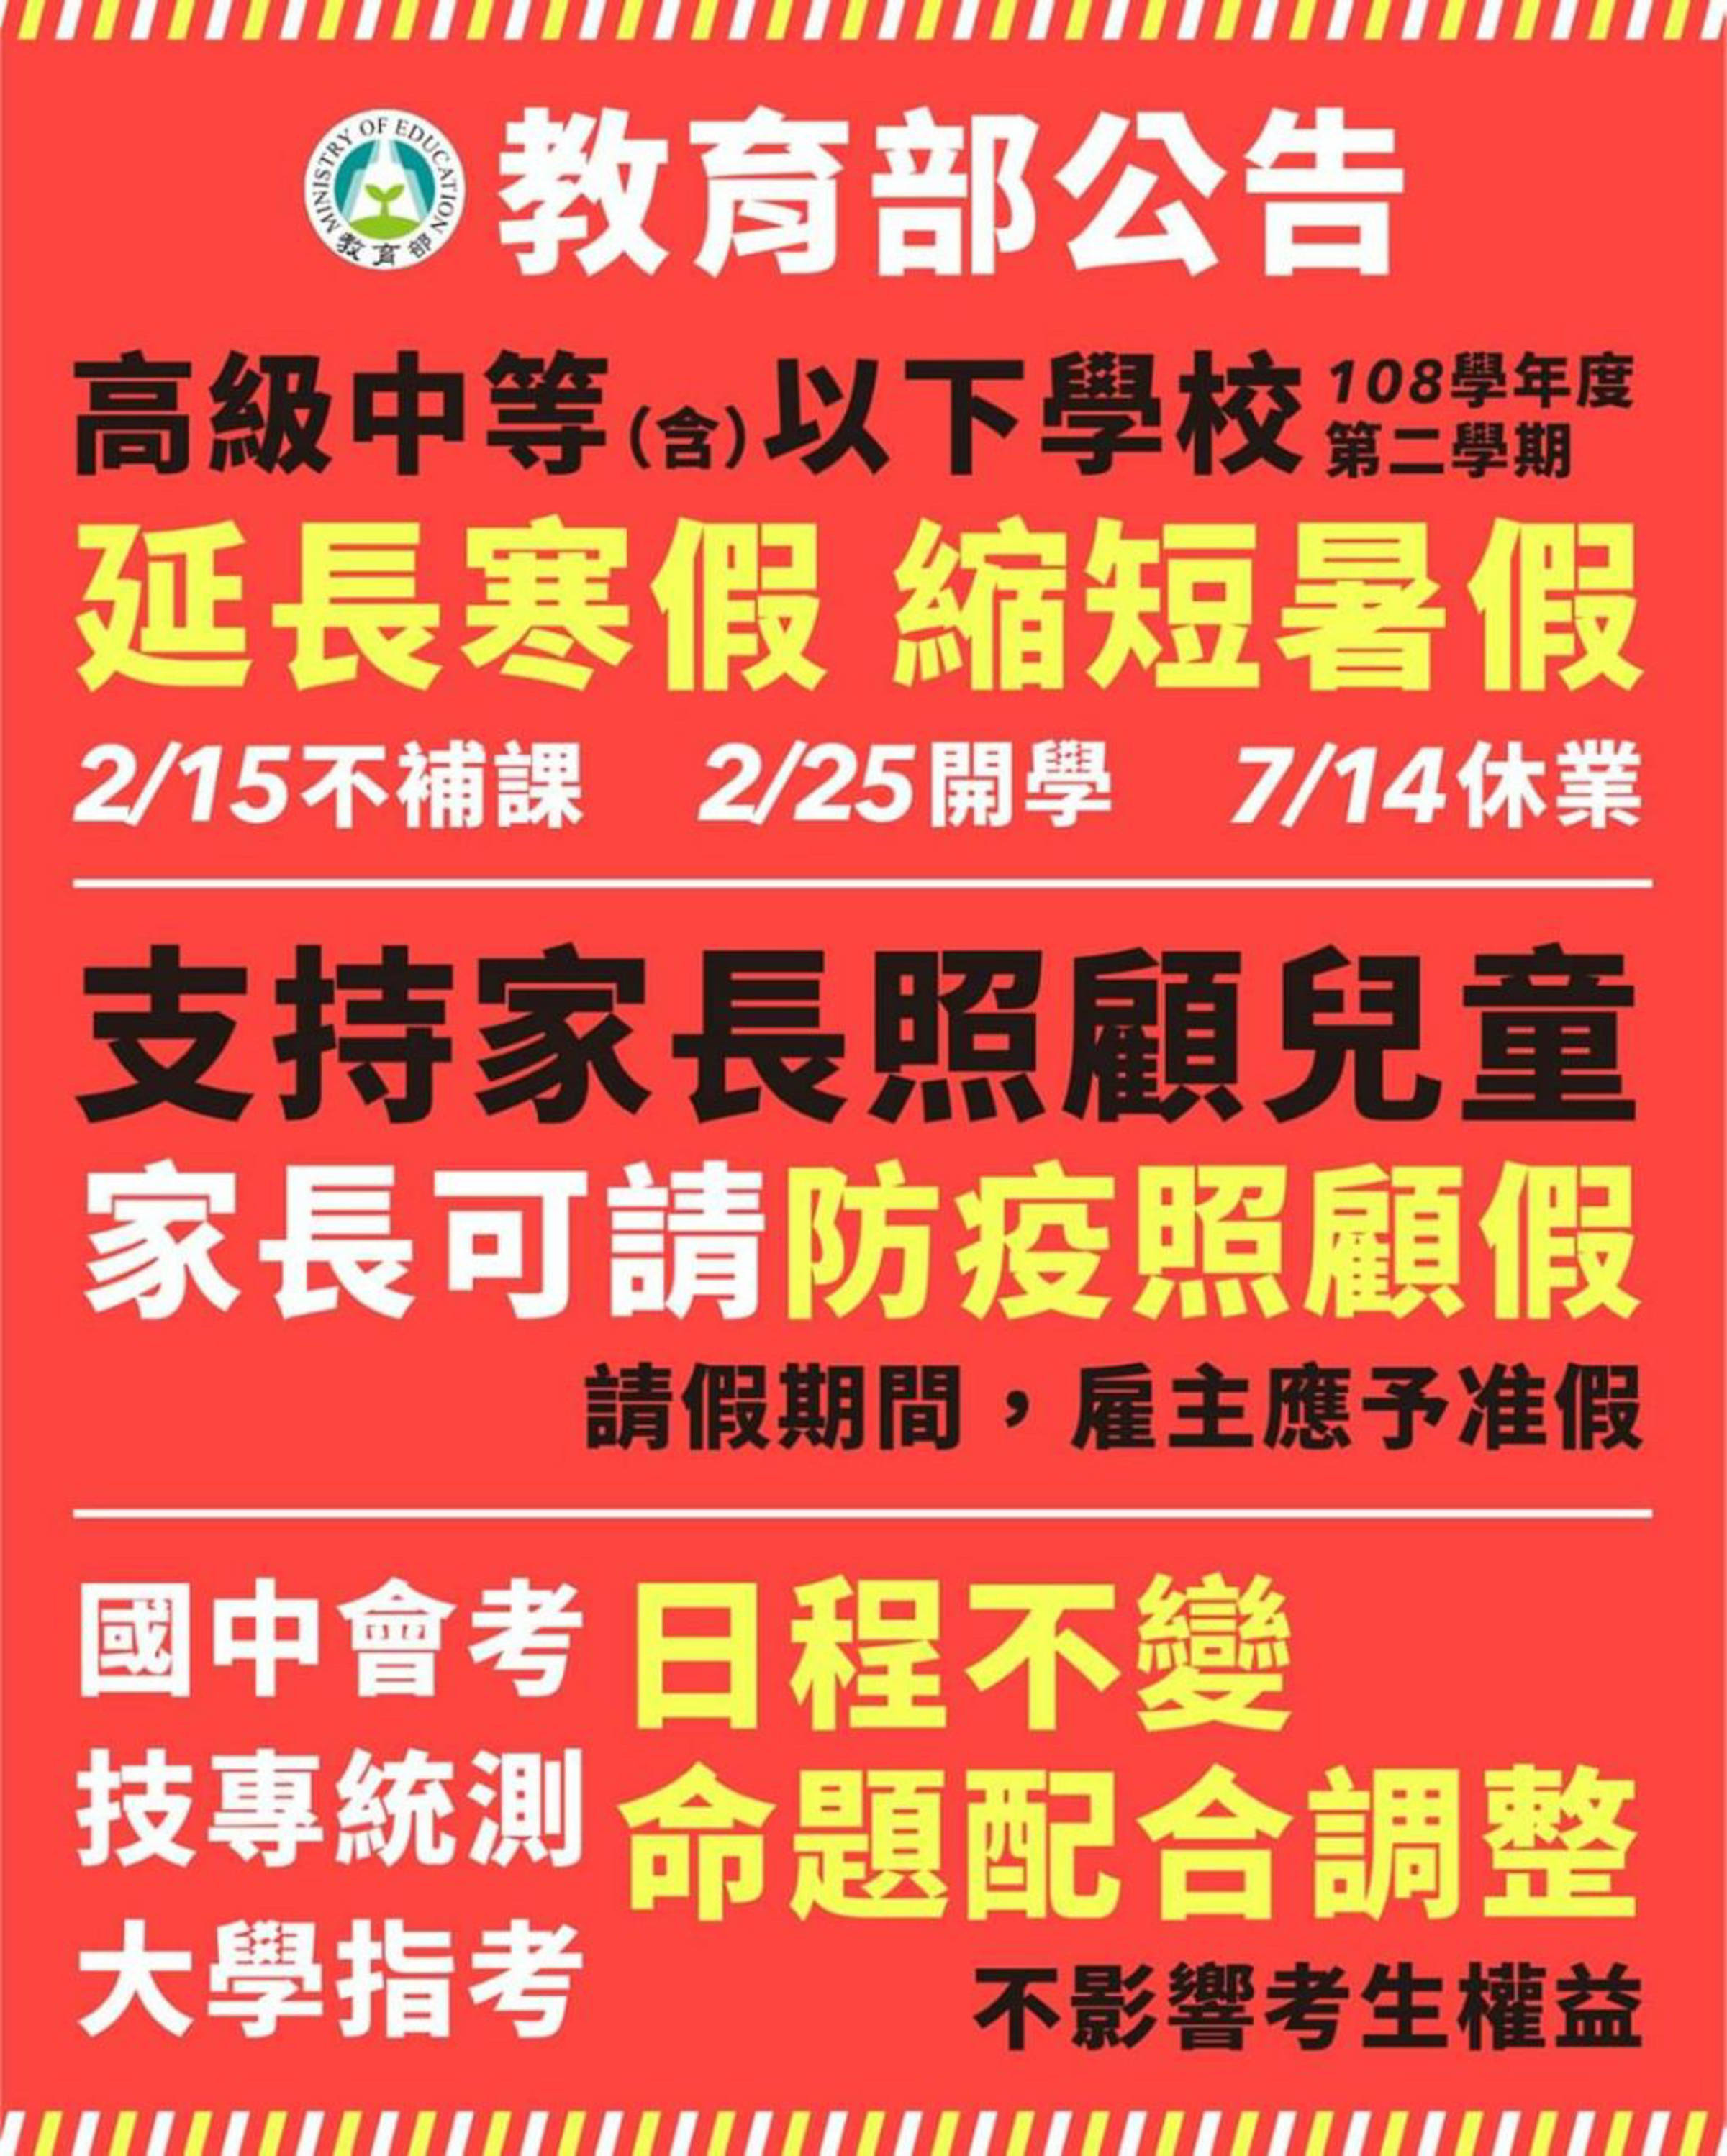 MINISTRY OF EDUCATION
教育部
教育部公告
高級中等(含)以下學校 108學年度
第二學期
延長寒假 縮短暑假
2/15不補課 2/25開學 7/14休業
支持家長照顧兒童
家長可請防疫照顧假
請假期間，雇主應予准假
國中會考
技專統測
大學指考
日程不變
命題配合調整
不影響考生權益